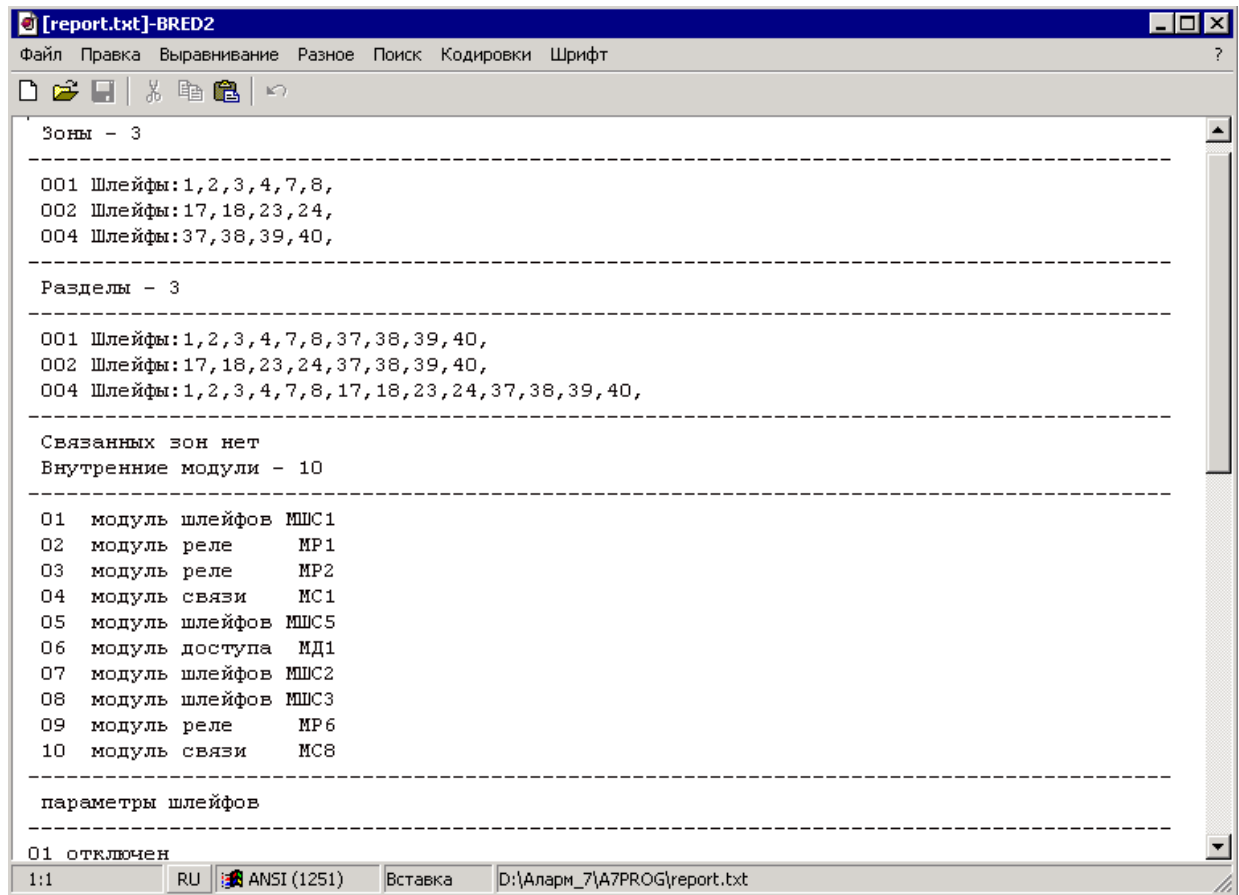 [report.txt]-BRED2
Файл Правка Выравнивание Разное Поиск Кодировки Шрифт ?
Зоны - 3
--------------------------------------------------------------------------------
001 Шлейфы:1,2,3,4,7,8,
002 Шлейфы:17,18,23,24,
004 Шлейфы:37,38,39,40,
--------------------------------------------------------------------------------
Разделы - 3
--------------------------------------------------------------------------------
001 Шлейфы:1,2,3,4,7,8,37,38,39,40,
002 Шлейфы:17,18,23,24,37,38,39,40,
004 Шлейфы:1,2,3,4,7,8,17,18,23,24,37,38,39,40,
--------------------------------------------------------------------------------
Связанных зон нет
Внутренние модули - 10
--------------------------------------------------------------------------------
01 модуль шлейфов МШС1
02 модуль реле МР1
03 модуль реле МР2
04 модуль связи МС1
05 модуль шлейфов МШС5
06 модуль доступа МД1
07 модуль шлейфов МШС2
08 модуль шлейфов МШС3
09 модуль реле МР6
10 модуль связи МС8
--------------------------------------------------------------------------------
параметры шлейфов
--------------------------------------------------------------------------------
01 отключен
1:1 RU ANSI (1251) Вставка D:\Аларм_7\A7PROG\report.txt